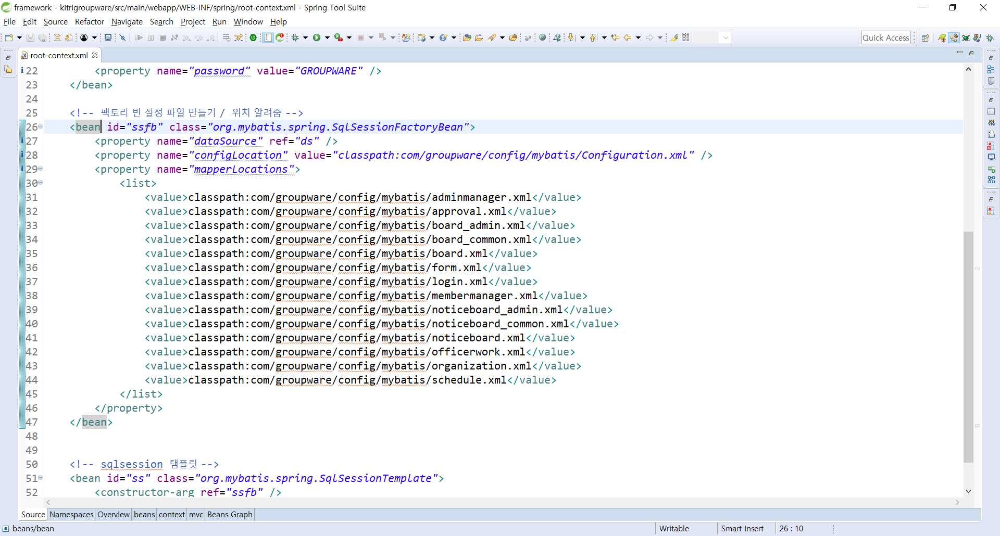 framework - kitrigroupware/src/main/webapp/WEB-INF/spring/root-context.xml - Spring Tool Suite
File Edit Source Refactor Navigate Search Project Run Window Help
Quick Access
root-context.xml
22 <property name="password" value="GROUPWARE" />
23 </bean>
24
25 <!-- 팩토리 빈 설정 파일 만들기 / 위치 알려줌 -->
26 <bean id="ssfb" class="org.mybatis.spring.SqlSessionFactoryBean">
27 <property name="dataSource" ref="ds" />
28 <property name="configLocation" value="classpath:com/groupware/config/mybatis/Configuration.xml" />
29 <property name="mapperLocations">
30 <list>
31 <value>classpath:com/groupware/config/mybatis/adminmanager.xml</value>
32 <value>classpath:com/groupware/config/mybatis/approval.xml</value>
33 <value>classpath:com/groupware/config/mybatis/board_admin.xml</value>
34 <value>classpath:com/groupware/config/mybatis/board_common.xml</value>
35 <value>classpath:com/groupware/config/mybatis/board.xml</value>
36 <value>classpath:com/groupware/config/mybatis/form.xml</value>
37 <value>classpath:com/groupware/config/mybatis/login.xml</value>
38 <value>classpath:com/groupware/config/mybatis/membermanager.xml</value>
39 <value>classpath:com/groupware/config/mybatis/noticeboard_admin.xml</value>
40 <value>classpath:com/groupware/config/mybatis/noticeboard_common.xml</value>
41 <value>classpath:com/groupware/config/mybatis/noticeboard.xml</value>
42 <value>classpath:com/groupware/config/mybatis/officerwork.xml</value>
43 <value>classpath:com/groupware/config/mybatis/organization.xml</value>
44 <value>classpath:com/groupware/config/mybatis/schedule.xml</value>
45 </list>
46 </property>
47 </bean>
48
49
50 <!-- sqlsession 탬플릿 -->
51 <bean id="ss" class="org.mybatis.spring.SqlSessionTemplate">
52 <constructor-arg ref="ssfb" />
Source Namespaces Overview beans context mvc Beans Graph
beans/bean Writable Smart Insert 26 : 10